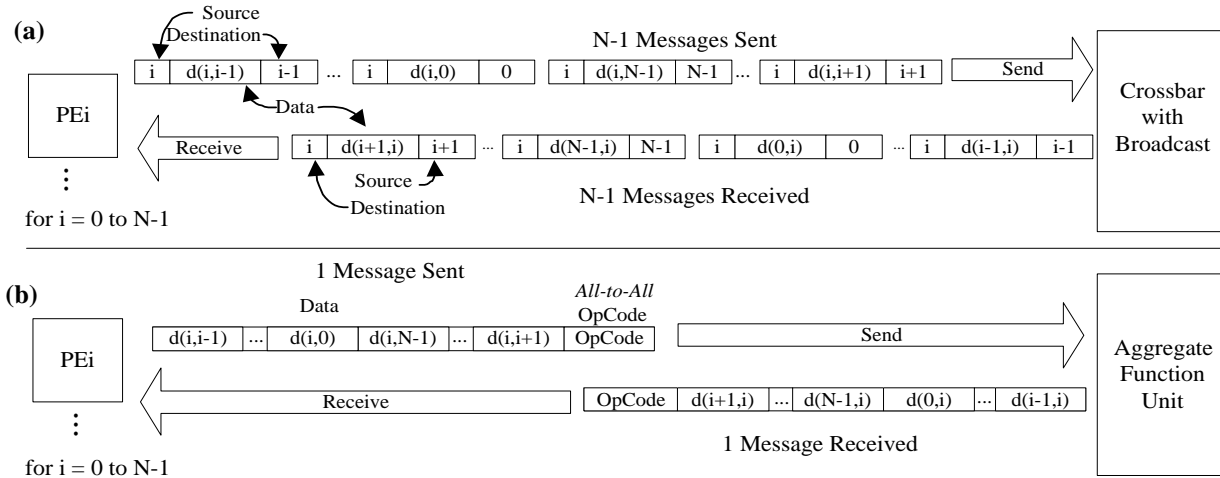 (a)
Source
Destination
N-1 Messages Sent
i d(i,i-1) i-1 ... i d(i,0) 0 i d(i,N-1) N-1 ... i d(i,i+1) i+1
Send
Crossbar
with
Broadcast
PEi
Data
Receive
i d(i+1,i) i+1 ... i d(N-1,i) N-1 i d(0,i) 0 ... i d(i-1,i) i-1
Source
Destination
N-1 Messages Received
for i = 0 to N-1
1 Message Sent
(b)
Data
All-to-All
OpCode
d(i,i-1) ... d(i,0) d(i,N-1) ... d(i,i+1) OpCode
Send
PEi
Aggregate
Function
Unit
Receive
OpCode d(i+1,i) ... d(N-1,i) d(0,i) ... d(i-1,i)
1 Message Received
for i = 0 to N-1